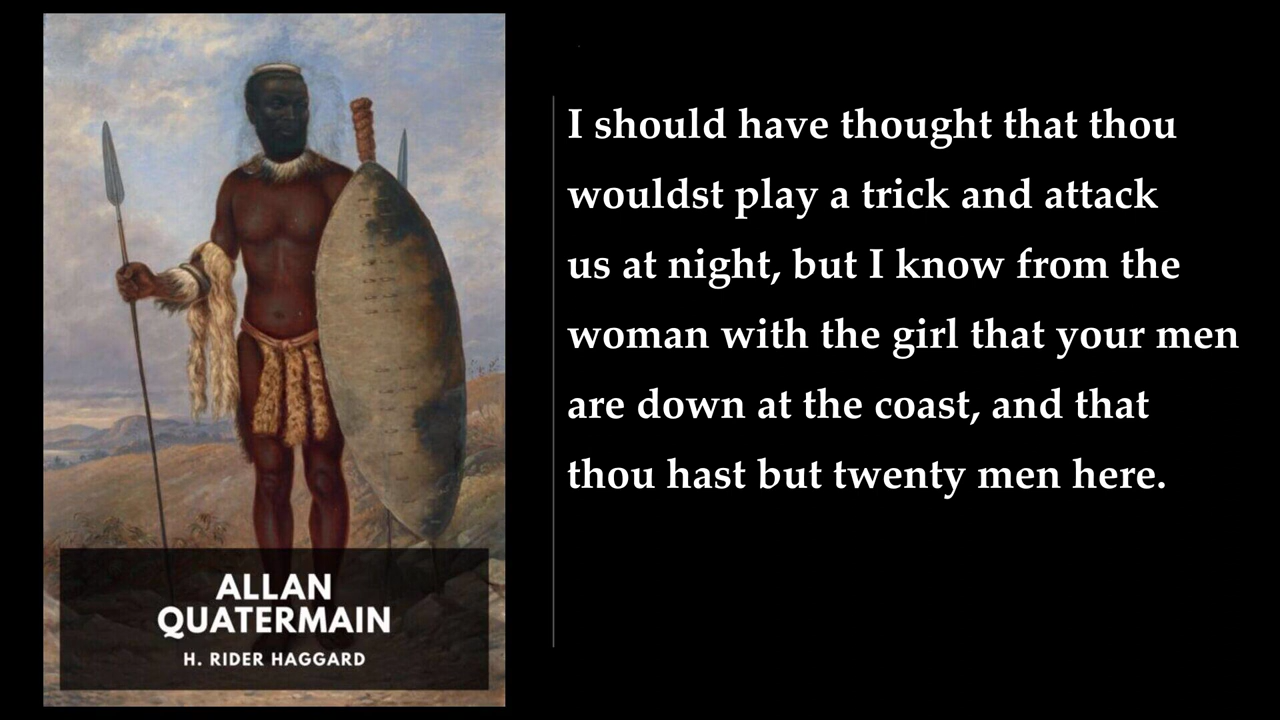 ALLAN
QUATERMAIN
H. RIDER HAGGARD
I should have thought that thou
wouldst play a trick and attack
us at night, but I know from the
woman with the girl that your men
are down at the coast, and that
thou hast but twenty men here.